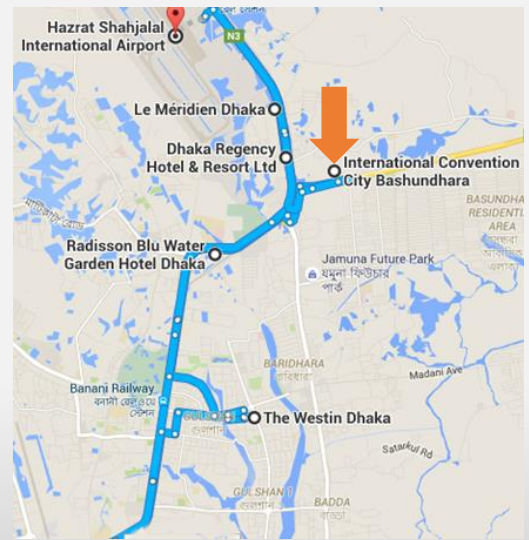 Hazrat Shahjalal
International Airport
N3
Le Méridien Dhaka
Dhaka Regency
Hotel & Resort Ltd
International Convention
City Bashundhara
BASUNDHA
RESIDENTI
AREA
Radisson Blu Water
Garden Hotel Dhaka
Jamuna Future Park
যমুনা ফিউচার
পার্ক
BARIDHARA
বারিধারা
Banani Railway
বনানী রেলওয়ে
স্টেশন
Madani Ave
The Westin Dhaka
গুলশান
Satarkul Rd
GULSHAN 1
BADDA
বাড্ডা